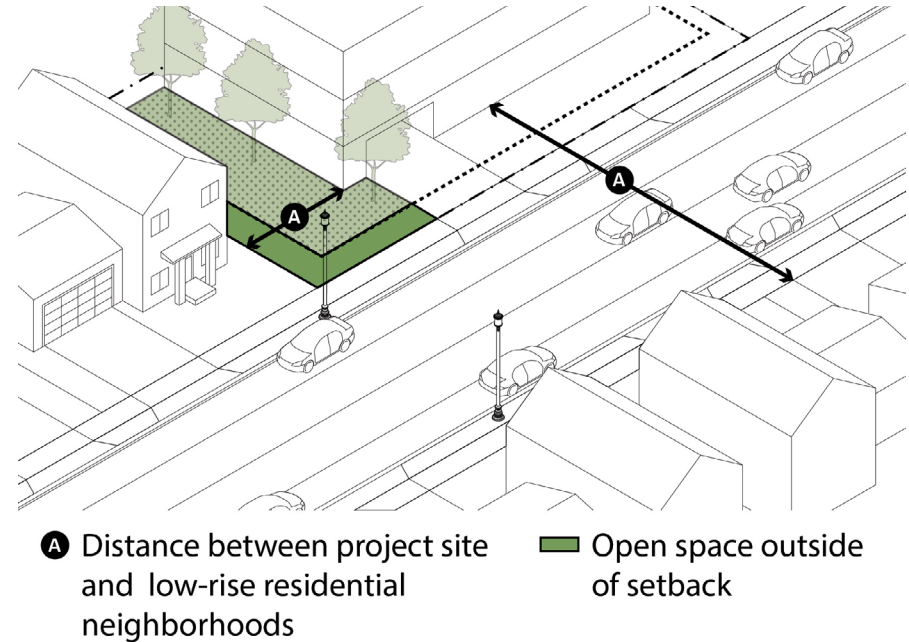 A
A
A Distance between project site
and low-rise residential
neighborhoods
Open space outside
of setback